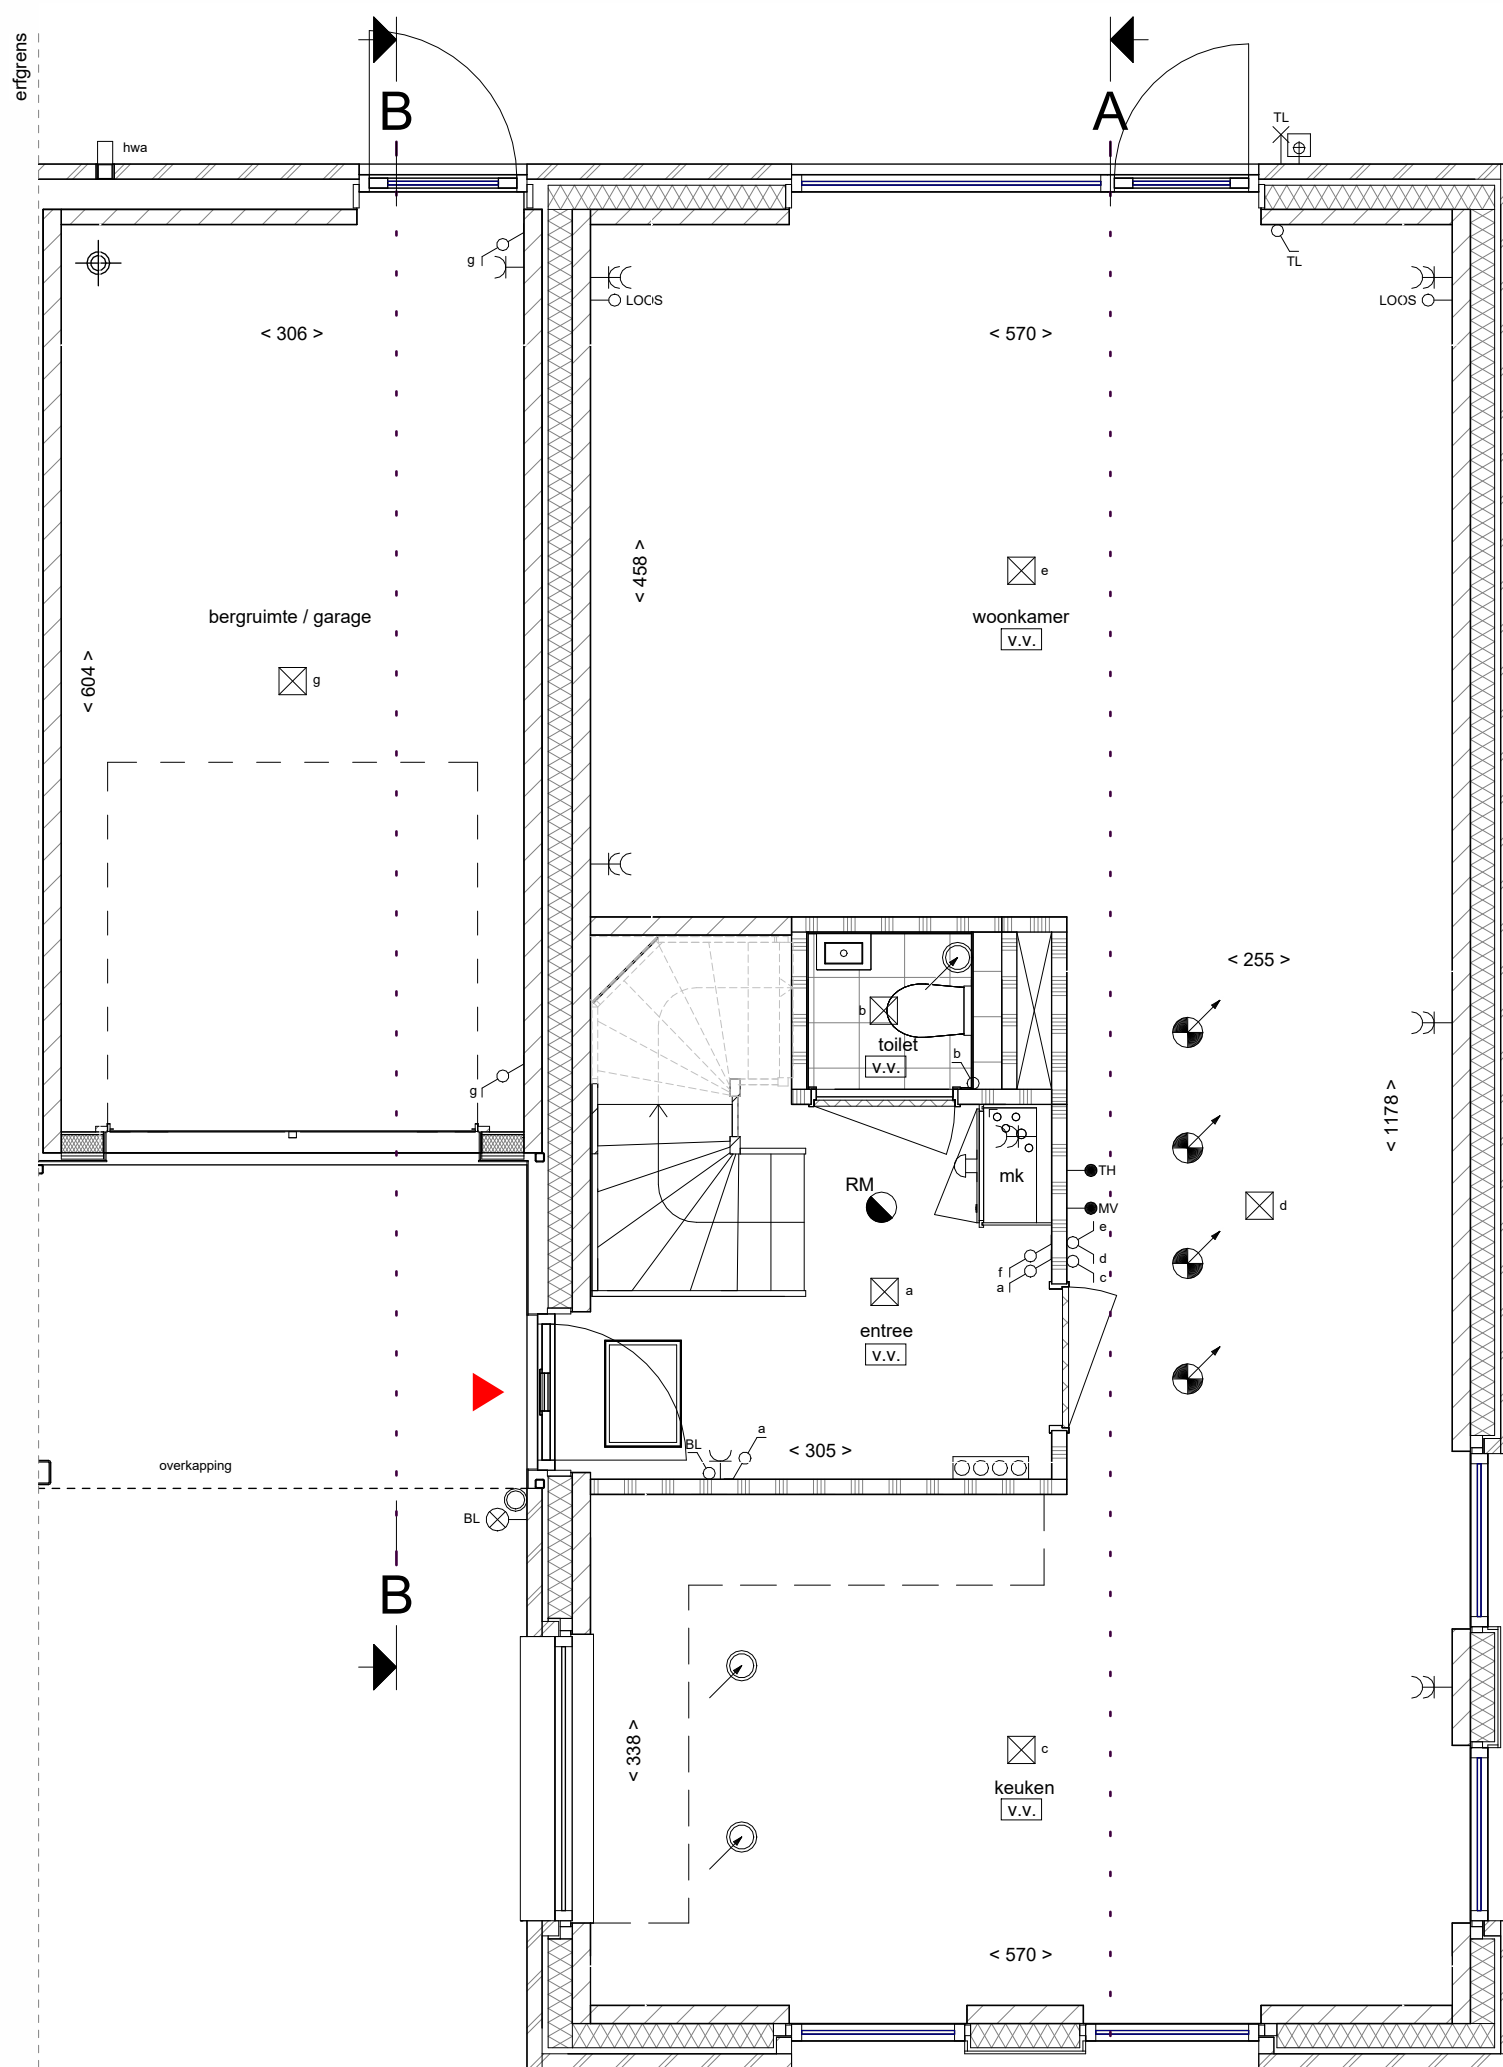 erfgrens
B
A
TL
hwa
g
TL
LOOS
LOOS
< 306 >
< 570 >
< 458 >
e
bergruimte / garage
woonkamer
v.v.
< 604 >
g
< 255 >
b
toilet
v.v.
b
g
< 1178 >
mk
TH
RM
MV
d
e
f
d
a
c
a
entree
v.v.
a
BL
< 305 >
overkapping
BL
B
< 338 >
c
keuken
v.v.
< 570 >